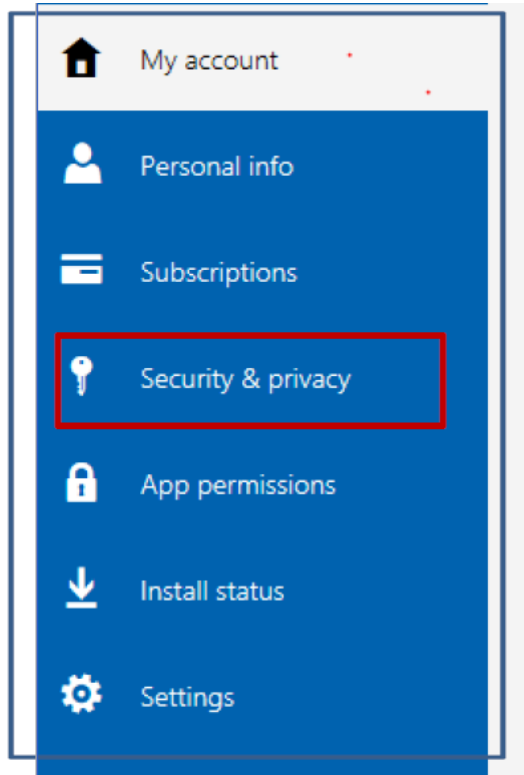 My account
Personal info
Subscriptions
Security & privacy
App permissions
Install status
Settings